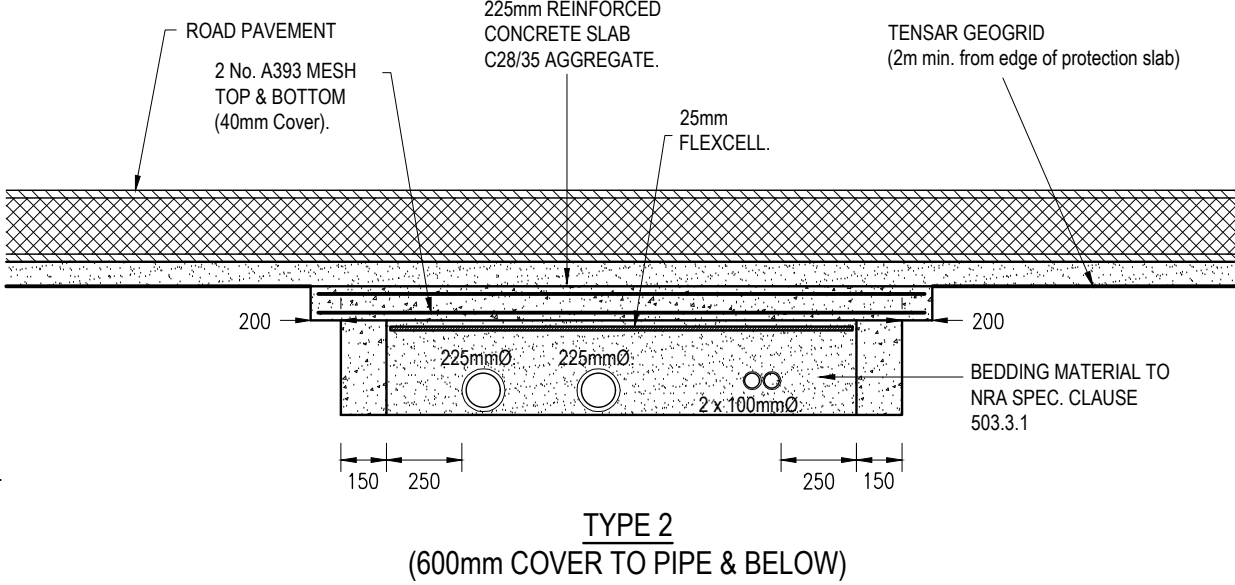 225mm REINFORCED
CONCRETE SLAB
C28/35 AGGREGATE.
ROAD PAVEMENT
2 No. A393 MESH
TOP & BOTTOM
(40mm Cover).
TENSAR GEOGRID
(2m min. from edge of protection slab)
25mm
FLEXCELL.
200
200
225mmØ
225mmØ
2 x 100mmØ
BEDDING MATERIAL TO
NRA SPEC. CLAUSE
503.3.1
150 250
250 150
TYPE 2
(600mm COVER TO PIPE & BELOW)